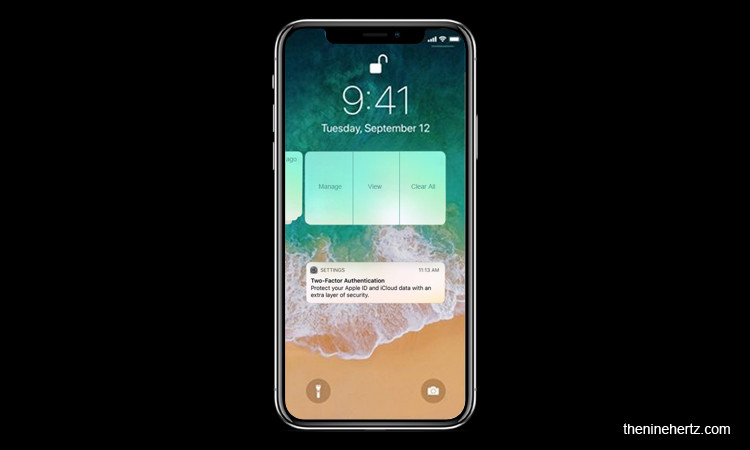 9:41
Tuesday, September 12
ago
Manage View Clear All
SETTINGS 11:13 AM
Two-Factor Authentication
Protect your Apple ID and iCloud data with an
extra layer of security.
theninehertz.com